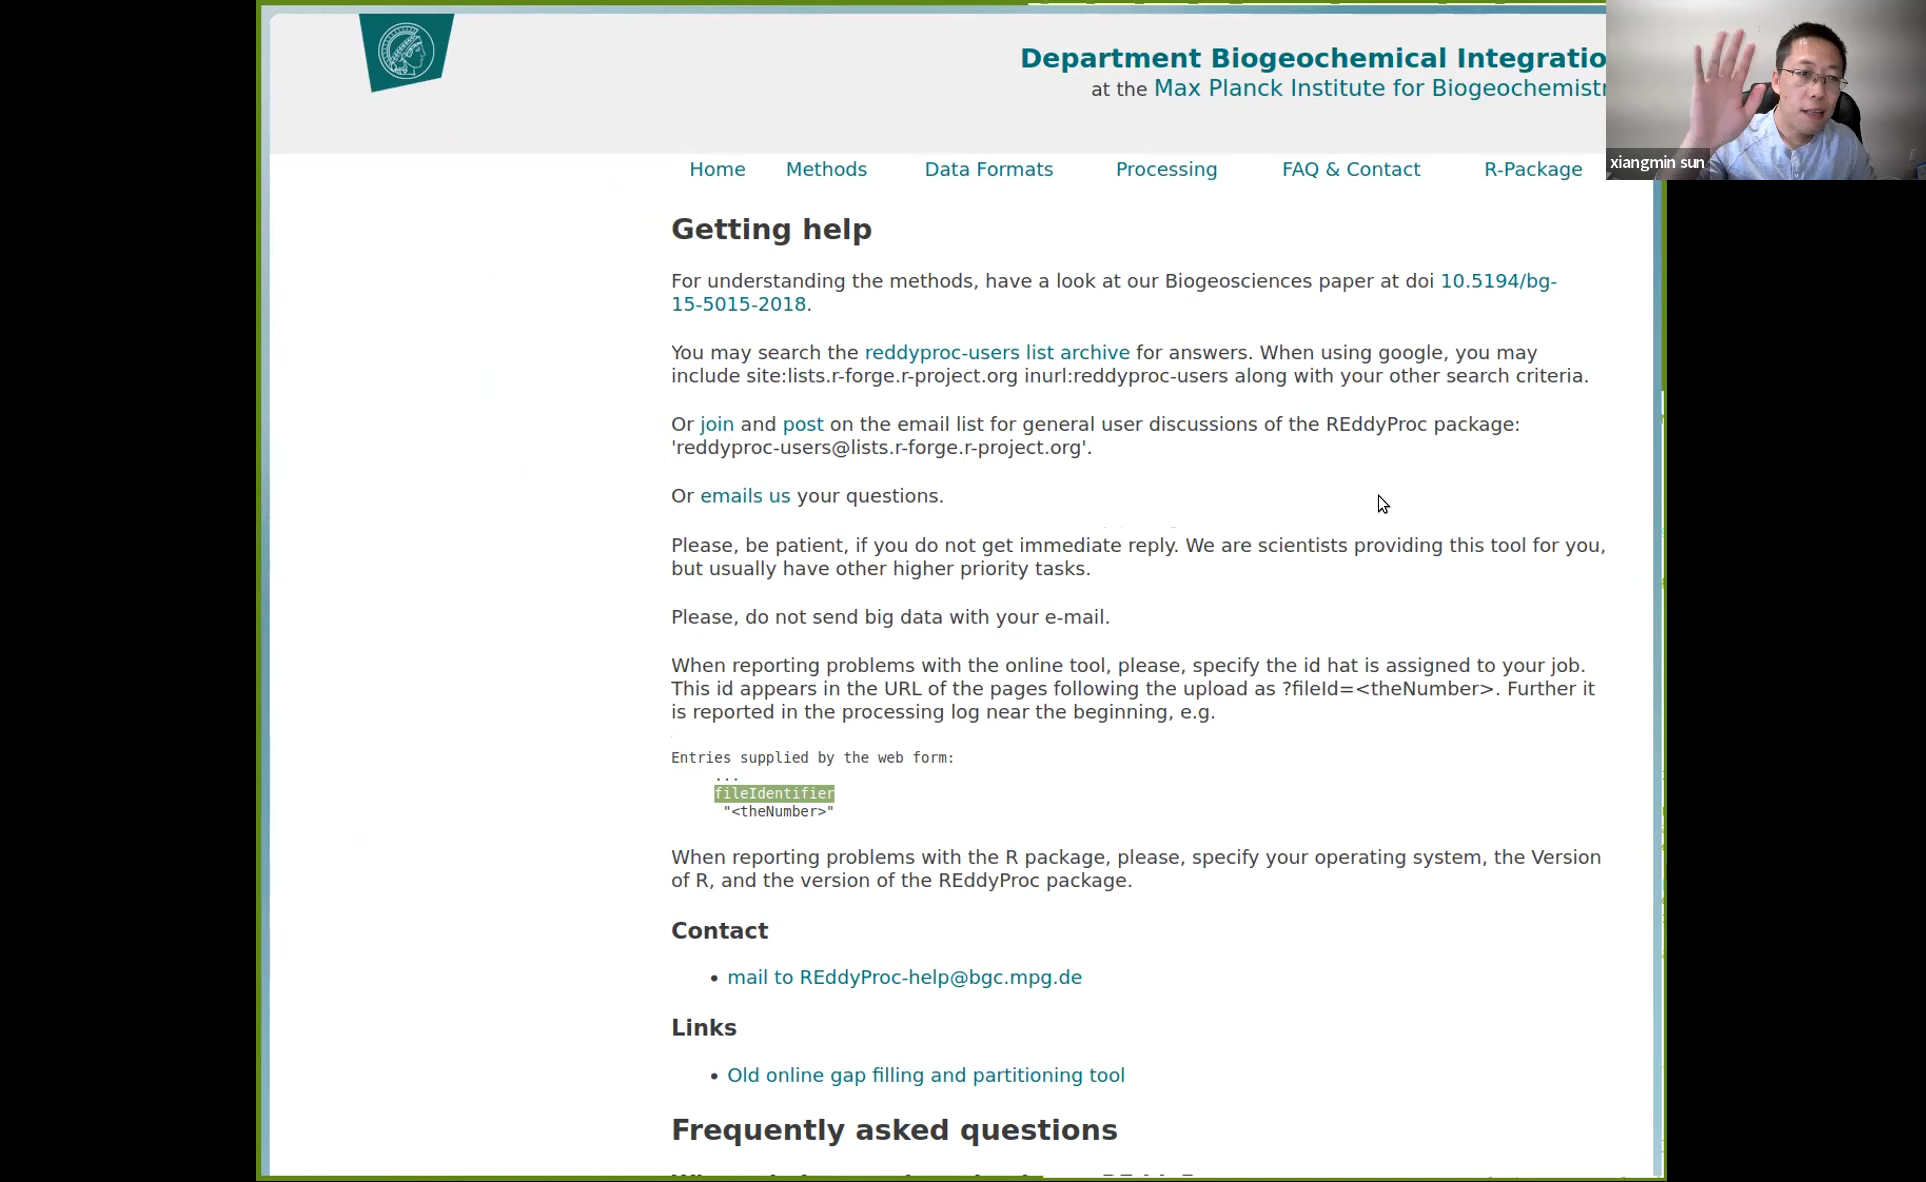 Department Biogeochemical Integratio
at the Max Planck Institute for Biogeochemistr
xiangmin sun
Home Methods Data Formats Processing FAQ & Contact R-Package
Getting help
For understanding the methods, have a look at our Biogeosciences paper at doi 10.5194/bg-
15-5015-2018.
You may search the reddyproc-users list archive for answers. When using google, you may
include site:lists.r-forge.r-project.org inurl:reddyproc-users along with your other search criteria.
Or join and post on the email list for general user discussions of the REddyProc package:
'reddyproc-users@lists.r-forge.r-project.org'.
Or emails us your questions.
Please, be patient, if you do not get immediate reply. We are scientists providing this tool for you,
but usually have other higher priority tasks.
Please, do not send big data with your e-mail.
When reporting problems with the online tool, please, specify the id hat is assigned to your job.
This id appears in the URL of the pages following the upload as ?fileId=<theNumber>. Further it
is reported in the processing log near the beginning, e.g.
Entries supplied by the web form:
...
fileIdentifier
"<theNumber>"
When reporting problems with the R package, please, specify your operating system, the Version
of R, and the version of the REddyProc package.
Contact
• mail to REddyProc-help@bgc.mpg.de
Links
• Old online gap filling and partitioning tool
Frequently asked questions